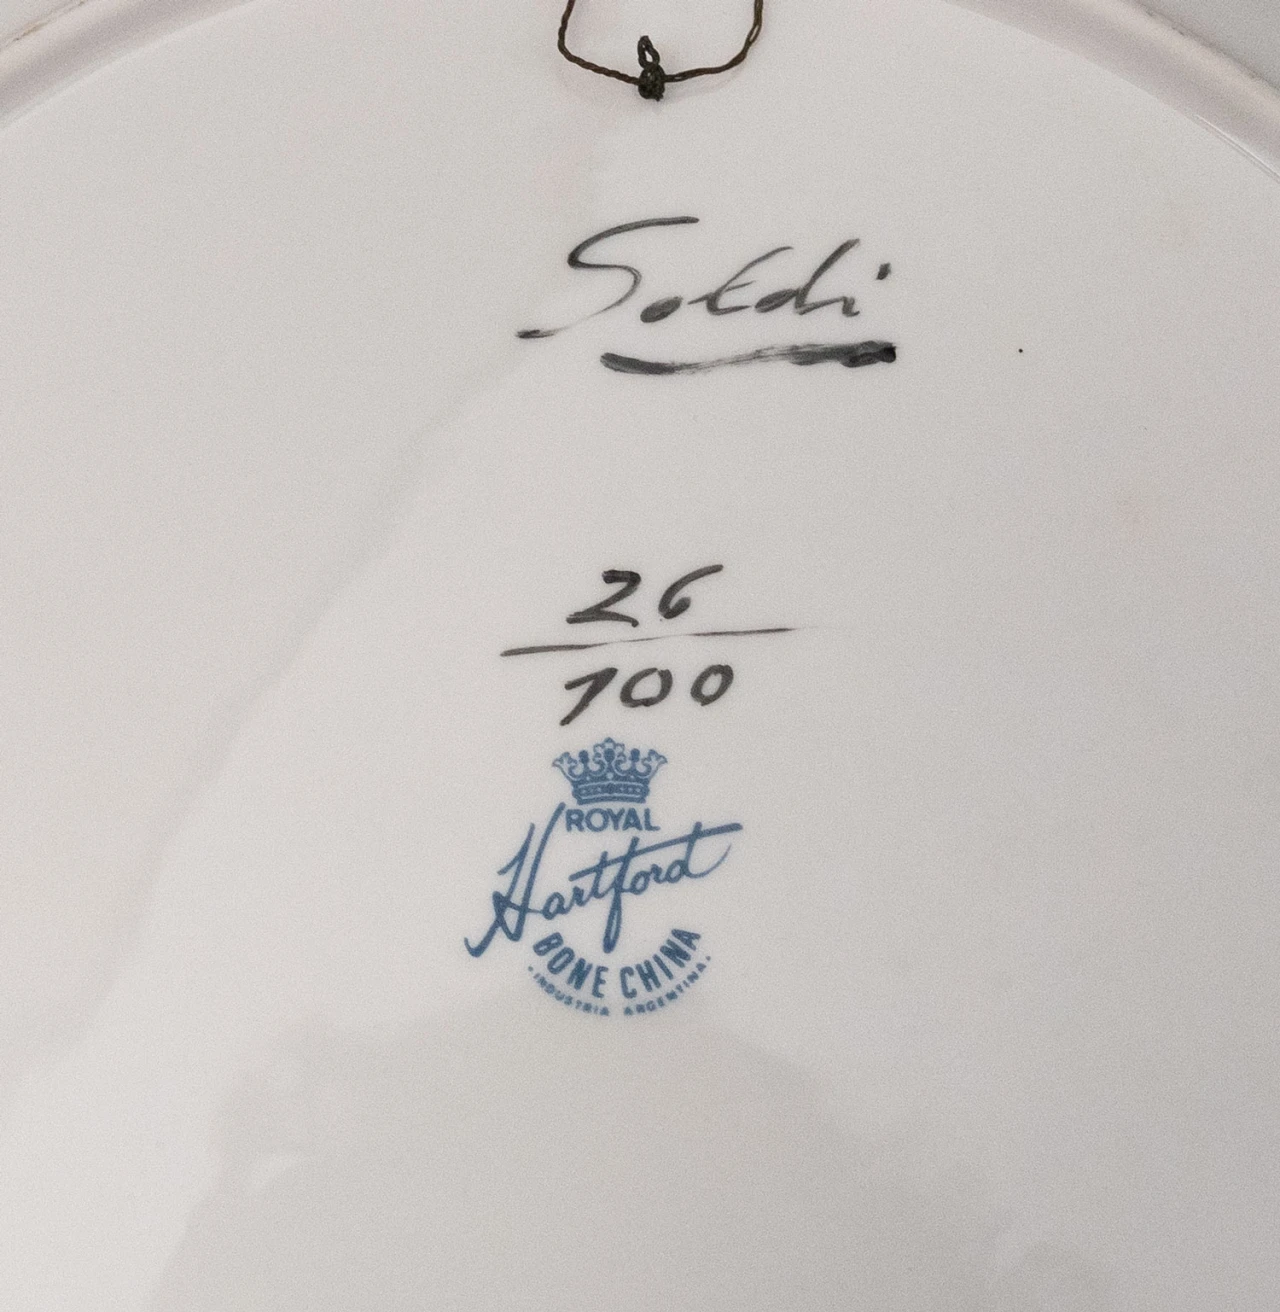 Soldi
26
100
ROYAL
Hartford
BONE CHINA
·INDUSTRIA ARGENTINA·